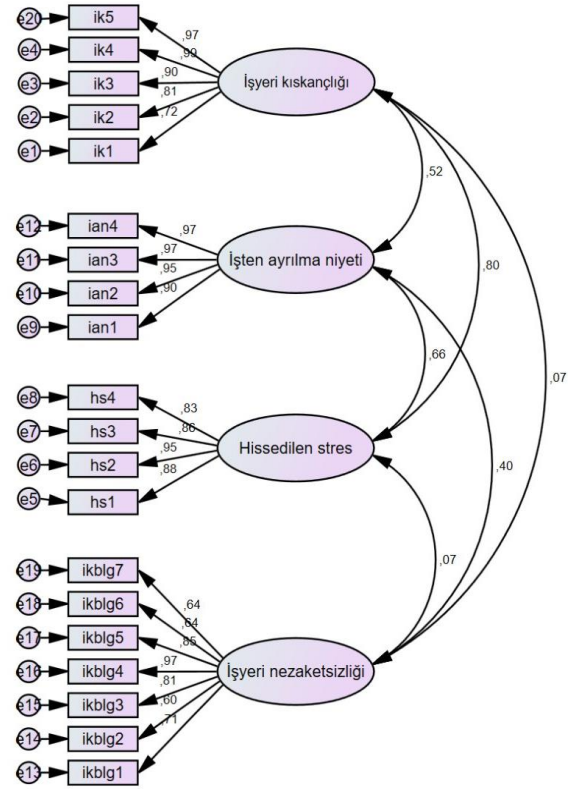 e20 ik5
,97
e4 ik4
,99
e3 ik3
,90
İşyeri kıskançlığı
,81
e2 ik2
,72
e1 ik1
,52
e12 ian4
,97
e11 ian3
,97
İşten ayrılma niyeti
,95
e10 ian2
,80
,90
e9 ian1
,66
,07
e8 hs4
,83
e7 hs3
,86
Hissedilen stres
,95
e6 hs2
,40
,88
e5 hs1
,07
e19 ikblg7
,64
e18 ikblg6
,64
e17 ikblg5
,85
,97
e16 ikblg4
İşyeri nezaketsizliği
,81
e15 ikblg3
,60
e14 ikblg2
,71
e13 ikblg1